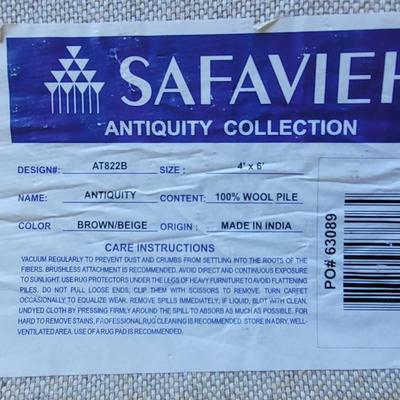 SAFAVIEH
ANTIQUITY COLLECTION
DESIGN#: AT822B SIZE : 4' x 6'
NAME: ANTIQUITY CONTENT: 100% WOOL PILE
COLOR BROWN/BEIGE ORIGIN : MADE IN INDIA
CARE INSTRUCTIONS
VACUUM REGULARLY TO PREVENT DUST AND CRUMBS FROM SETTLING INTO THE ROOTS OF THE
FIBERS. BRUSHLESS ATTACHMENT IS RECOMMENDED. AVOID DIRECT AND CONTINUOUS EXPOSURE
TO SUNLIGHT. USE RUG PROTECTORS UNDER THE LEGS OF HEAVY FURNITURE TO AVOID FLATTENING
PILES. DO NOT PULL LOOSE ENDS, CLIP THEM WITH SCISSORS TO REMOVE. TURN CARPET
OCCASIONALLY TO EQUALIZE WEAR. REMOVE SPILLS IMMEDIATELY; IF LIQUID, BLOT WITH CLEAN,
UNDYED CLOTH BY PRESSING FIRMLY AROUND THE SPILL TO ABSORB AS MUCH AS POSSIBLE. FOR
HARD TO REMOVE STAINS, PROFESSIONAL RUG CLEANING IS RECOMMENDED. STORE IN A DRY, WELL-
VENTILATED AREA. USE OF A RUG PAD IS RECOMMENDED.
PO# 63089